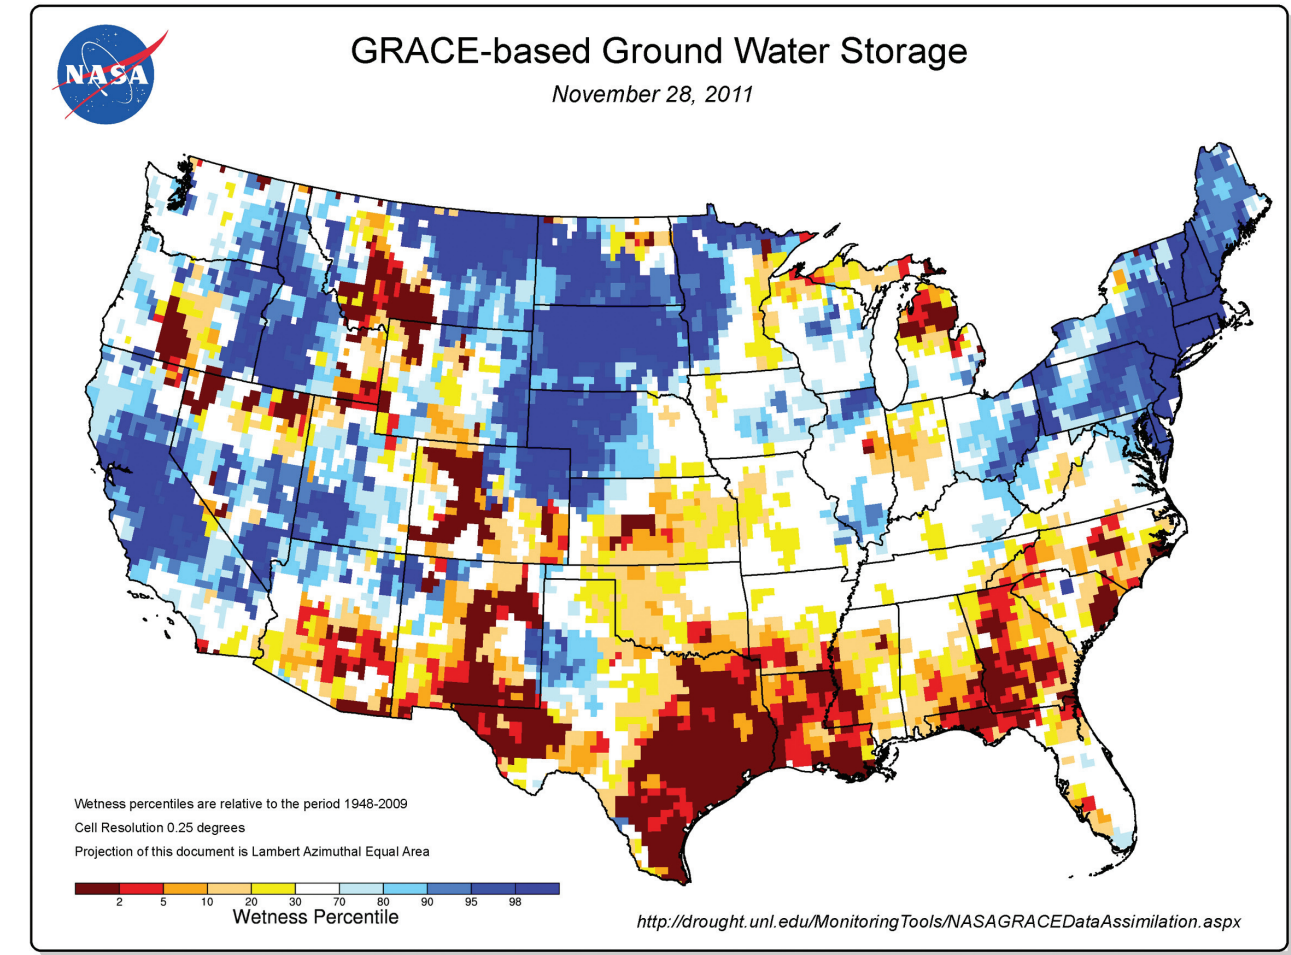 NASA
GRACE-based Ground Water Storage
November 28, 2011
Wetness percentiles are relative to the period 1948-2009
Cell Resolution 0.25 degrees
Projection of this document is Lambert Azimuthal Equal Area
2 5 10 20 30 70 80 90 95 98
Wetness Percentile
http://drought.unl.edu/MonitoringTools/NASAGRACEDataAssimilation.aspx